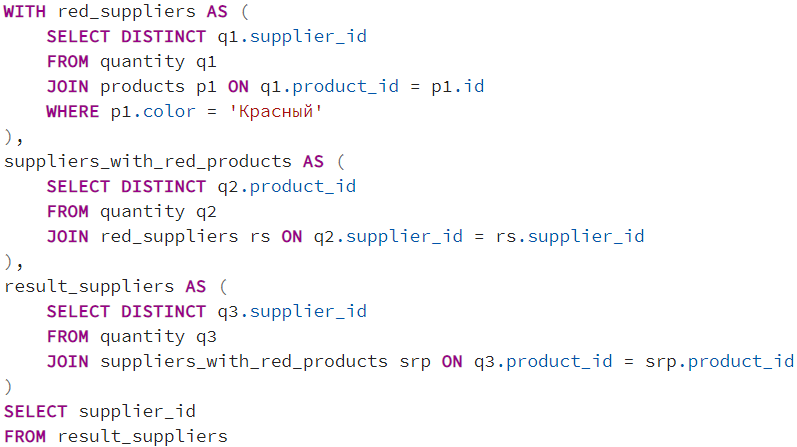 WITH red_suppliers AS (
    SELECT DISTINCT q1.supplier_id
    FROM quantity q1
    JOIN products p1 ON q1.product_id = p1.id
    WHERE p1.color = 'Красный'
),
suppliers_with_red_products AS (
    SELECT DISTINCT q2.product_id
    FROM quantity q2
    JOIN red_suppliers rs ON q2.supplier_id = rs.supplier_id
),
result_suppliers AS (
    SELECT DISTINCT q3.supplier_id
    FROM quantity q3
    JOIN suppliers_with_red_products srp ON q3.product_id = srp.product_id
)
SELECT supplier_id
FROM result_suppliers